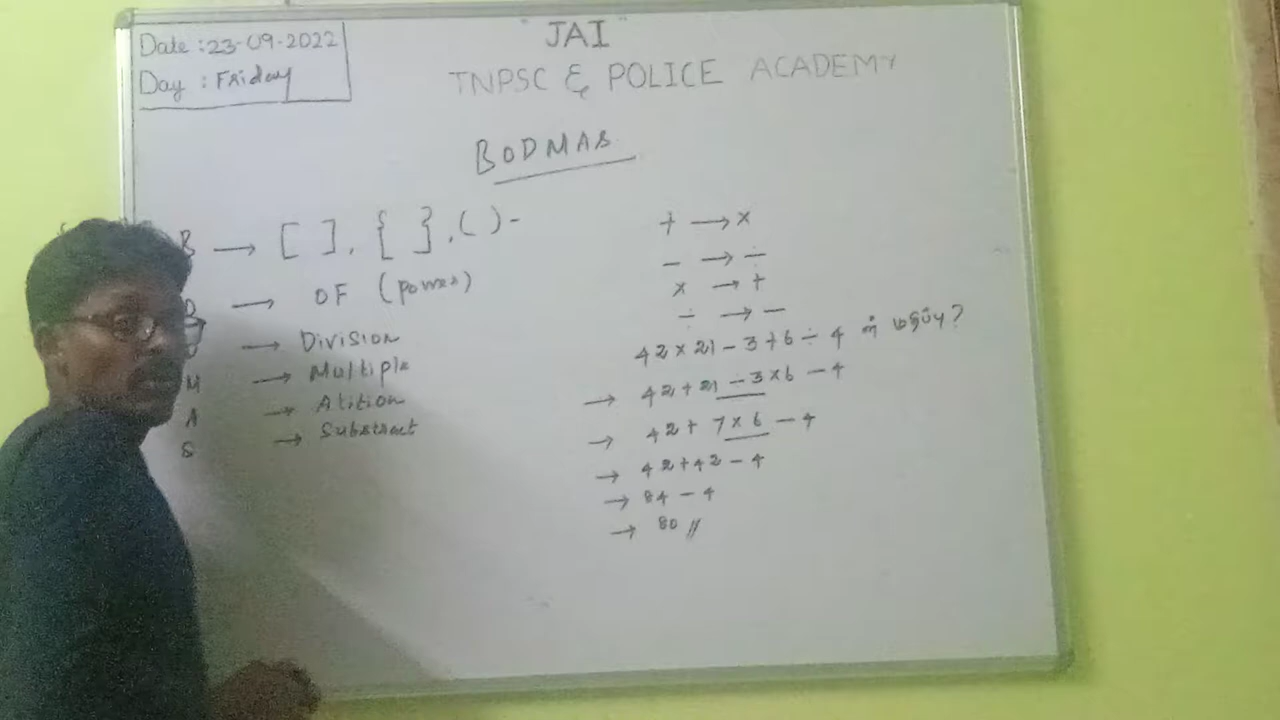 Date : 23-09-2022
Day : Friday
"JAI"
TNPSC & POLICE ACADEMY
BODMAS
B → [ ], { }, ( ) -
O → OF (power)
D → Division
M → Multiple
A → Atition
S → Substract
+ → ×
− → ÷
× → +
÷ → −
42 × 21 − 3 + 6 ÷ 4 ன் மதிப்பு?
→ 42 + 21 − 3 × 6 − 4
→ 42 + 7 × 6 − 4
→ 42 + 42 − 4
→ 84 − 4
→ 80 //